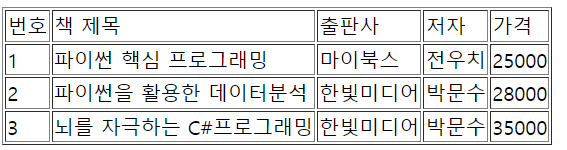 번호 책 제목 출판사 저자 가격
1 파이썬 핵심 프로그래밍 마이북스 전우치 25000
2 파이썬을 활용한 데이터분석 한빛미디어 박문수 28000
3 뇌를 자극하는 C#프로그래밍 한빛미디어 박문수 35000